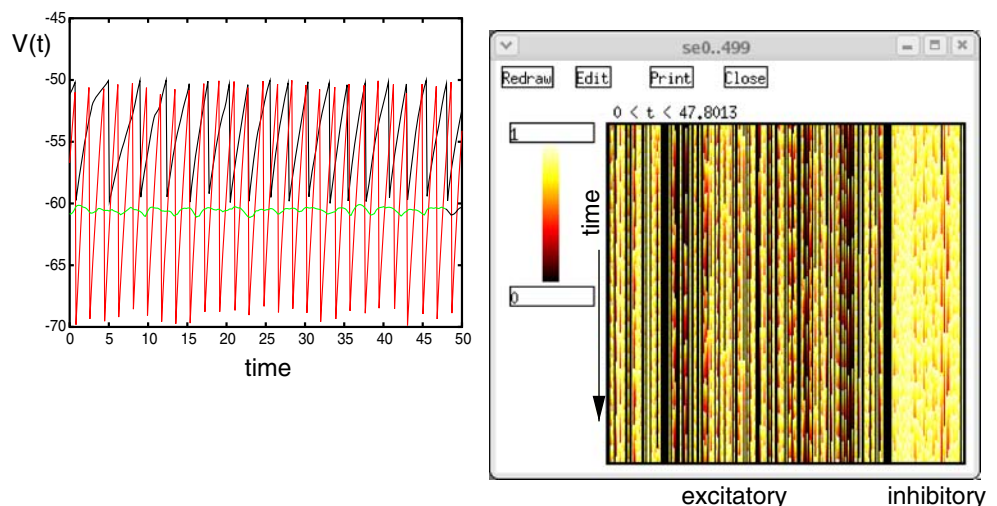 -45
V(t)
-50
-55
-60
-65
-70
0 5 10 15 20 25 30 35 40 45 50
time
se0..499
Redraw Edit Print Close
0 < t < 47.8013
1
time
0
excitatory inhibitory